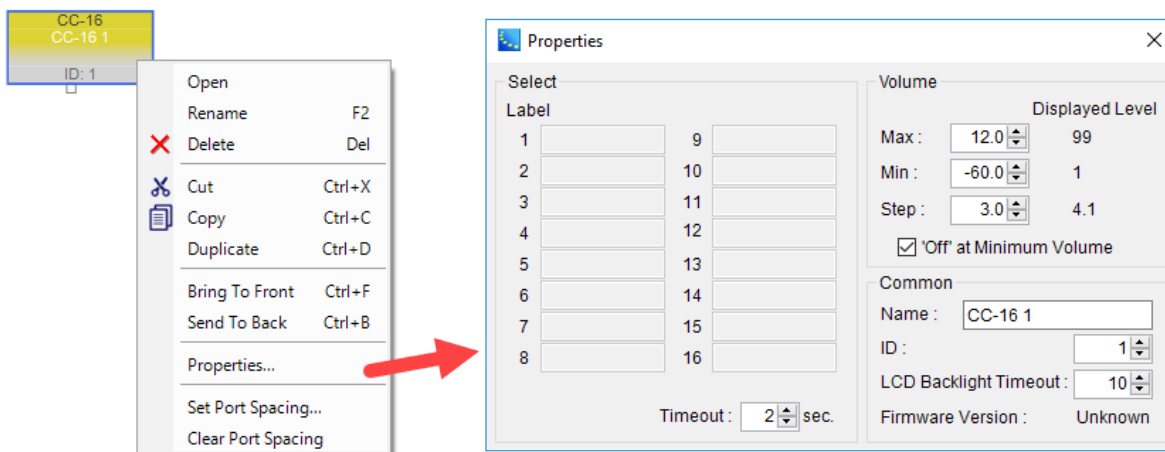 CC-16
CC-16 1
ID: 1
Open
Rename F2
Delete Del
Cut Ctrl+X
Copy Ctrl+C
Duplicate Ctrl+D
Bring To Front Ctrl+F
Send To Back Ctrl+B
Properties...
Set Port Spacing...
Clear Port Spacing
Properties
Select
Label
1 9
2 10
3 11
4 12
5 13
6 14
7 15
8 16
Timeout : 2 sec.
Volume
Displayed Level
Max : 12.0 99
Min : -60.0 1
Step : 3.0 4.1
'Off' at Minimum Volume
Common
Name : CC-16 1
ID : 1
LCD Backlight Timeout : 10
Firmware Version : Unknown